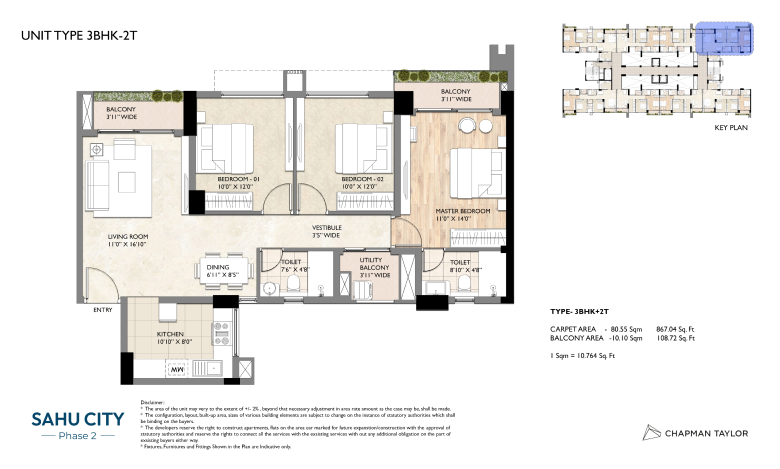 UNIT TYPE 3BHK-2T
KEY PLAN
BALCONY
3'11" WIDE
BALCONY
3'11" WIDE
BEDROOM - 01
10'0" X 12'0"
BEDROOM - 02
10'0" X 12'0"
MASTER BEDROOM
11'0" X 14'0"
VESTIBULE
3'5" WIDE
LIVING ROOM
11'0" X 16'10"
DINING
6'11" X 8'5"
TOILET
7'6" X 4'8"
UTILITY
BALCONY
3'11" WIDE
TOILET
8'10" X 4'8"
ENTRY
KITCHEN
10'10" X 8'0"
MW
TYPE- 3BHK+2T
CARPET AREA - 80.55 Sqm 867.04 Sq. Ft
BALCONY AREA -10.10 Sqm 108.72 Sq. Ft
1 Sqm = 10.764 Sq. Ft
SAHU CITY
Phase 2
Disclaimer:
* The area of the unit may very to the extent of +/- 2% , beyond that necessary adjustment in area rate amount as the case may be, shall be made.
* The configuration, layout, built-up area, sizes of various building elements are subject to change on the instance of statutory authorities which shall
be binding on the buyers.
* The developers reserve the right to construct apartments, flats on the area ear marked for future expansion/construction with the approval of
statutory authorities and reserve the rights to connect all the services with the existing services with out any additional obligation on the part of
existing buyers either way.
* Fixtures, Furnitures and Fittings Shown in the Plan are Indicative only.
CHAPMAN TAYLOR